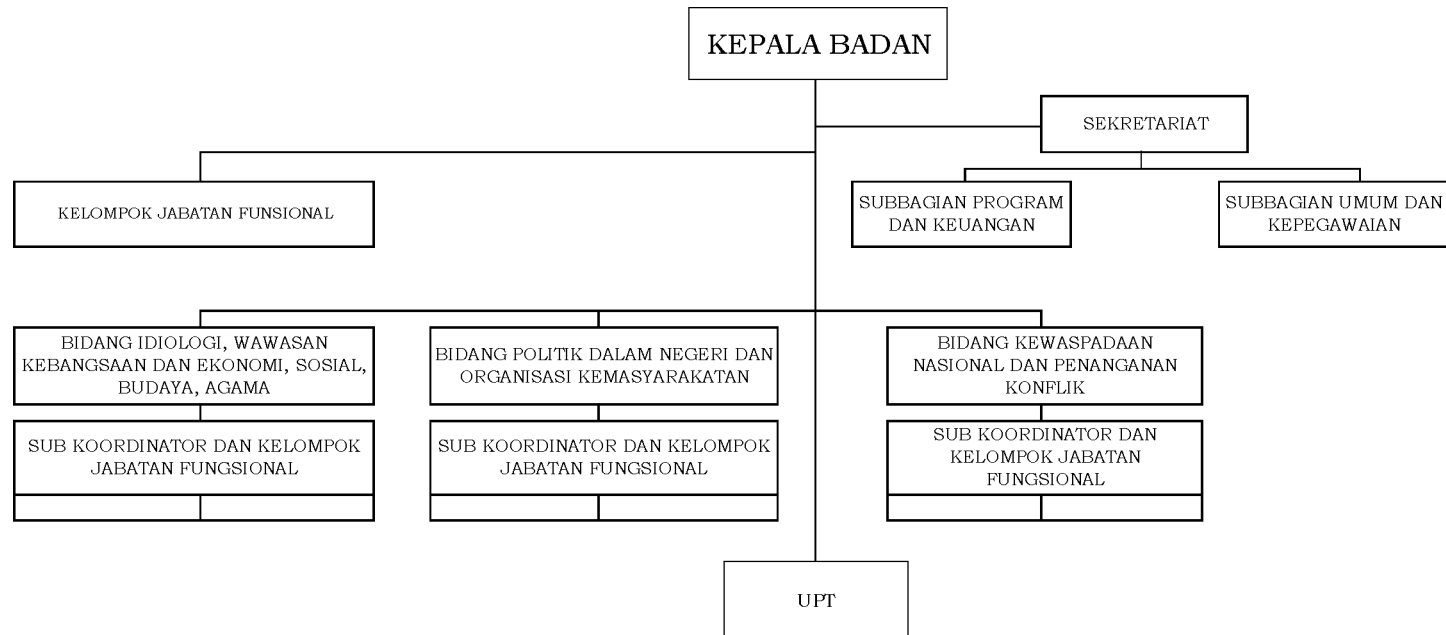 KEPALA BADAN
SEKRETARIAT
KELOMPOK JABATAN FUNSIONAL
SUBBAGIAN PROGRAM
DAN KEUANGAN
SUBBAGIAN UMUM DAN
KEPEGAWAIAN
BIDANG IDIOLOGI, WAWASAN
KEBANGSAAN DAN EKONOMI, SOSIAL,
BUDAYA, AGAMA
BIDANG POLITIK DALAM NEGERI DAN
ORGANISASI KEMASYARAKATAN
BIDANG KEWASPADAAN
NASIONAL DAN PENANGANAN
KONFLIK
SUB KOORDINATOR DAN KELOMPOK
JABATAN FUNGSIONAL
SUB KOORDINATOR DAN KELOMPOK
JABATAN FUNGSIONAL
SUB KOORDINATOR DAN
KELOMPOK JABATAN
FUNGSIONAL
UPT